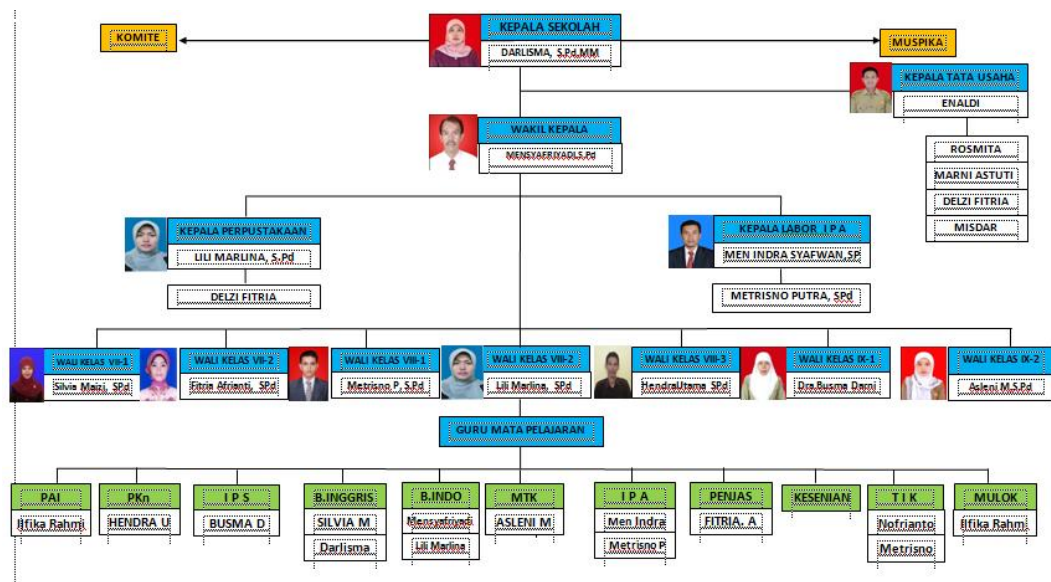 KEPALA SEKOLAH
KOMITE
DARLISMA, S.Pd,MM
MUSPIKA
KEPALA TATA USAHA
ENALDI
WAKIL KEPALA
MENSYAFRIYADI,S.Pd
ROSMITA
MARNI ASTUTI
DELZI FITRIA
MISDAR
KEPALA PERPUSTAKAAN
LILI MARLINA, S.Pd
DELZI FITRIA
KEPALA LABOR I P A
MEN INDRA SYAFWAN,SP
METRISNO PUTRA, SPd
WALI KELAS VII-1
Silvia Maizi, SPd
WALI KELAS VII-2
Fitria Afrianti, SPd
WALI KELAS VIII-1
Metrisno P, S.Pd
WALI KELAS VIII-2
Lili Marlina, SPd
WALI KELAS VIII-3
HendraUtama SPd
WALI KELAS IX-1
Dra.Busma Darni
WALI KELAS IX-2
Asleni M,S.Pd
GURU MATA PELAJARAN
PAI
Ilfika Rahmi
PKn
HENDRA U
I P S
BUSMA D
B.INGGRIS
SILVIA M
Darlisma
B.INDO
Mensyafriyadi
Lili Marlina
MTK
ASLENI M
I P A
Men Indra
Metrisno P
PENJAS
FITRIA. A
KESENIAN
T I K
Nofrianto
Metrisno
MULOK
Ilfika Rahmi